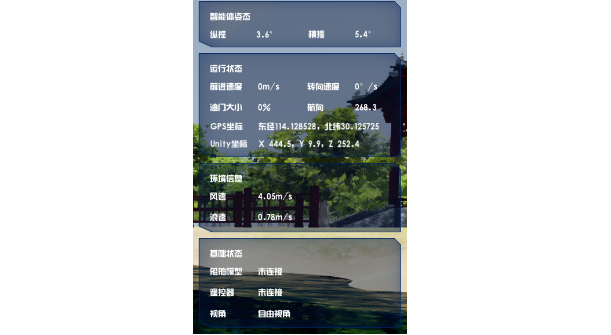 智能体姿态
纵摇 3.6° 横摇 5.4°
运行状态
前进速度 0m/s 转向速度 0°/s
油门大小 0% 航向 268.3
GPS坐标 东经114.128528，北纬30.125725
Unity坐标 X 444.5，Y 9.9，Z 252.4
环境信息
风速 4.05m/s
浪速 0.78m/s
基础状态
船舶模型 未连接
遥控器 未连接
视角 自由视角